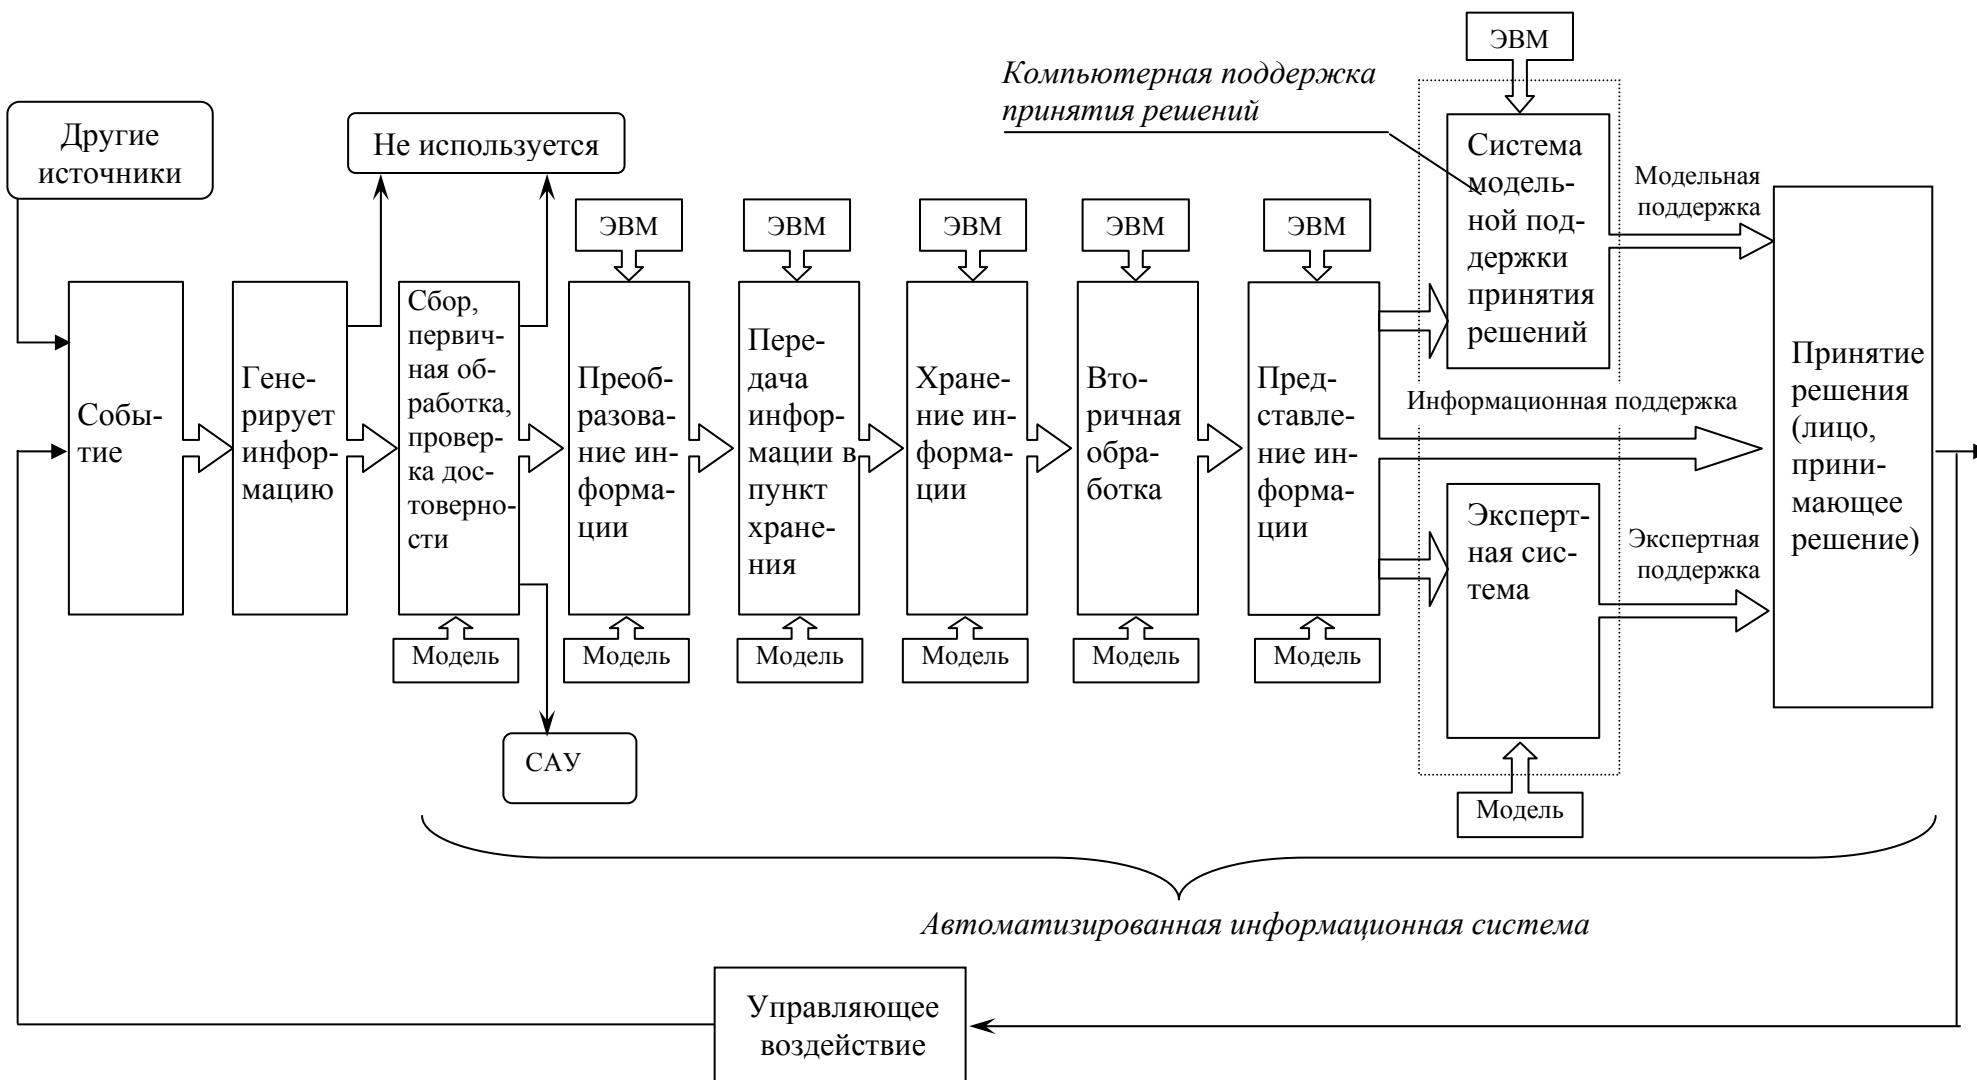 ЭВМ
Компьютерная поддержка
принятия решений
Другие
источники
Не используется
Система
модель-
ной под-
держки
принятия
решений
Модельная
поддержка
ЭВМ
ЭВМ
ЭВМ
ЭВМ
ЭВМ
Собы-
тие
Гене-
рирует
инфор-
мацию
Сбор,
первич-
ная об-
работка,
провер-
ка дос-
товерно-
сти
Преоб-
разова-
ние ин-
форма-
ции
Пере-
дача
инфор-
мации в
пункт
хране-
ния
Хране-
ние ин-
форма-
ции
Вто-
ричная
обра-
ботка
Пред-
ставле-
ние ин-
форма-
ции
Информационная поддержка
Принятие
решения
(лицо,
прини-
мающее
решение)
Эксперт-
ная сис-
тема
Экспертная
поддержка
Модель
Модель
Модель
Модель
Модель
Модель
САУ
Модель
Автоматизированная информационная система
Управляющее
воздействие